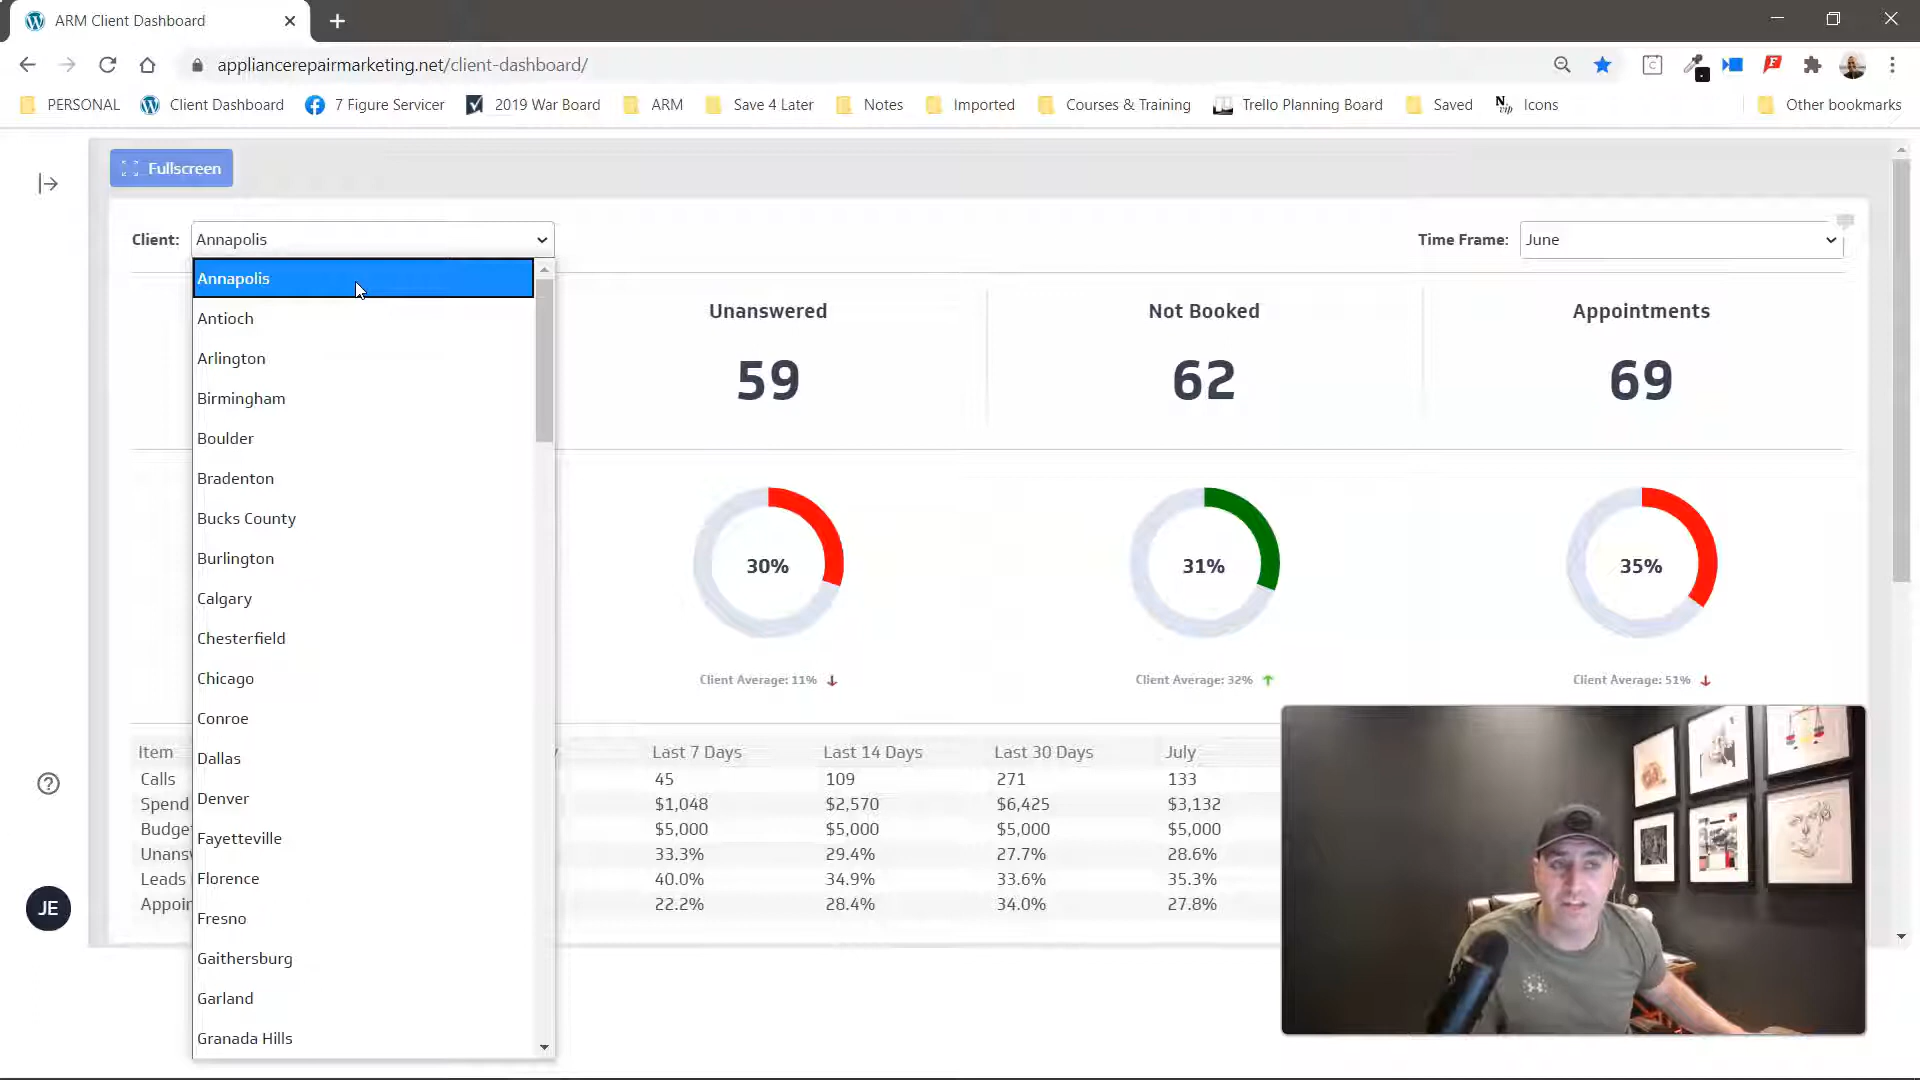 ARM Client Dashboard
appliancerepairmarketing.net/client-dashboard/
PERSONAL Client Dashboard 7 Figure Servicer 2019 War Board ARM Save 4 Later Notes Imported Courses & Training Trello Planning Board Saved Icons Other bookmarks
Fullscreen
Client: Annapolis
Time Frame: June
Annapolis
Antioch
Arlington
Birmingham
Boulder
Bradenton
Bucks County
Burlington
Calgary
Chesterfield
Chicago
Conroe
Dallas
Denver
Fayetteville
Florence
Fresno
Gaithersburg
Garland
Granada Hills
Unanswered Not Booked Appointments
59 62 69
30% 31% 35%
Client Average: 11% Client Average: 32% Client Average: 51%
Item Last 7 Days Last 14 Days Last 30 Days July
Calls 45 109 271 133
Spend $1,048 $2,570 $6,425 $3,132
Budge $5,000 $5,000 $5,000 $5,000
Unansv 33.3% 29.4% 27.7% 28.6%
Leads 40.0% 34.9% 33.6% 35.3%
Appoir 22.2% 28.4% 34.0% 27.8%
JE